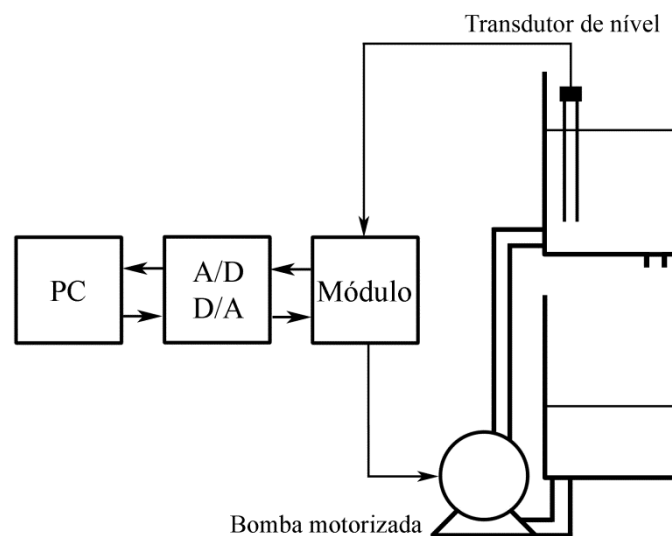 Transdutor de nível
PC
A/D
D/A
Módulo
Bomba motorizada